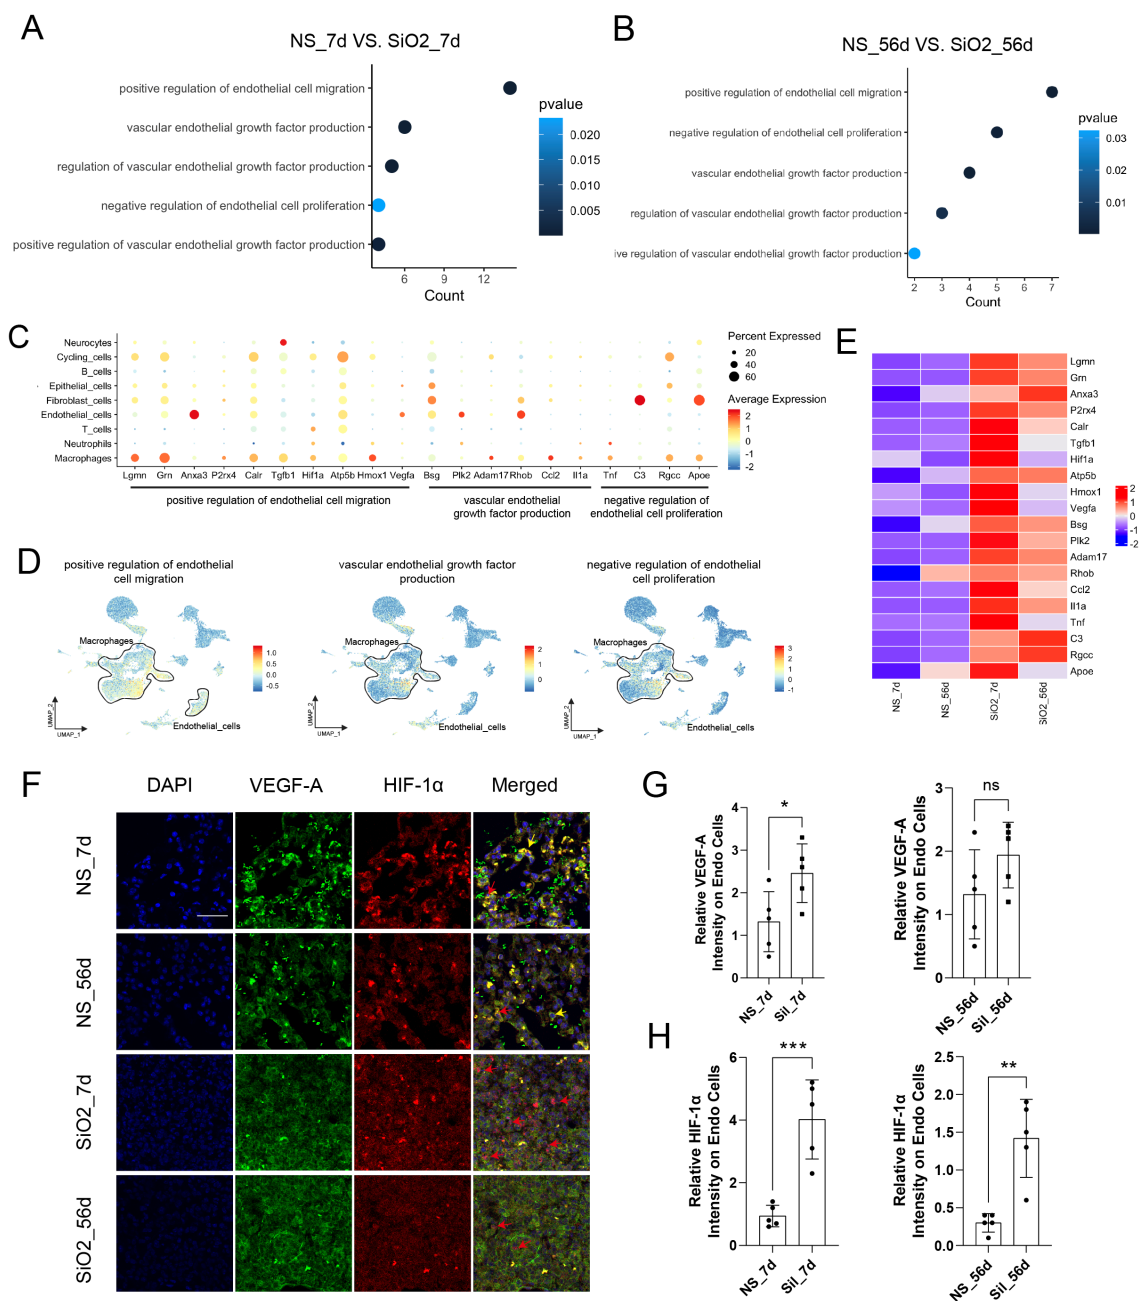 A
NS_7d VS. SiO2_7d
positive regulation of endothelial cell migration
vascular endothelial growth factor production
regulation of vascular endothelial growth factor production
negative regulation of endothelial cell proliferation
positive regulation of vascular endothelial growth factor production
6 9 12
Count
pvalue
0.020
0.015
0.010
0.005
B
NS_56d VS. SiO2_56d
positive regulation of endothelial cell migration
negative regulation of endothelial cell proliferation
vascular endothelial growth factor production
regulation of vascular endothelial growth factor production
ive regulation of vascular endothelial growth factor production
2 3 4 5 6 7
Count
pvalue
0.03
0.02
0.01
C
Neurocytes
Cycling_cells
B_cells
Epithelial_cells
Fibroblast_cells
Endothelial_cells
T_cells
Neutrophils
Macrophages
Lgmn Grn Anxa3 P2rx4 Calr Tgfb1 Hif1a Atp5b Hmox1 Vegfa Bsg Plk2 Adam17 Rhob Ccl2 Il1a Tnf C3 Rgcc Apoe
positive regulation of endothelial cell migration
vascular endothelial
growth factor production
negative regulation of
endothelial cell proliferation
Percent Expressed
20
40
60
Average Expression
2
1
0
-1
-2
E
Lgmn
Grn
Anxa3
P2rx4
Calr
Tgfb1
Hif1a
Atp5b
Hmox1
Vegfa
Bsg
Plk2
Adam17
Rhob
Ccl2
Il1a
Tnf
C3
Rgcc
Apoe
NS_7d
NS_56d
SiO2_7d
SiO2_56d
2
1
0
-1
-2
D
positive regulation of endothelial
cell migration
Macrophages
Endothelial_cells
UMAP_2
UMAP_1
1.0
0.5
0.0
-0.5
vascular endothelial growth factor
production
Macrophages
Endothelial_cells
UMAP_2
UMAP_1
2
1
0
negative regulation of endothelial
cell proliferation
Macrophages
Endothelial_cells
UMAP_2
UMAP_1
3
2
1
0
-1
F
DAPI VEGF-A HIF-1α Merged
NS_7d
NS_56d
SiO2_7d
SiO2_56d
G
Relative VEGF-A
Intensity on Endo Cells
4
3
2
1
0
*
NS_7d
Sil_7d
Relative VEGF-A
Intensity on Endo Cells
3
2
1
0
ns
NS_56d
Sil_56d
H
Relative HIF-1α
Intensity on Endo Cells
6
4
2
0
***
NS_7d
Sil_7d
Relative HIF-1α
Intensity on Endo Cells
2.5
2.0
1.5
1.0
0.5
0.0
**
NS_56d
Sil_56d